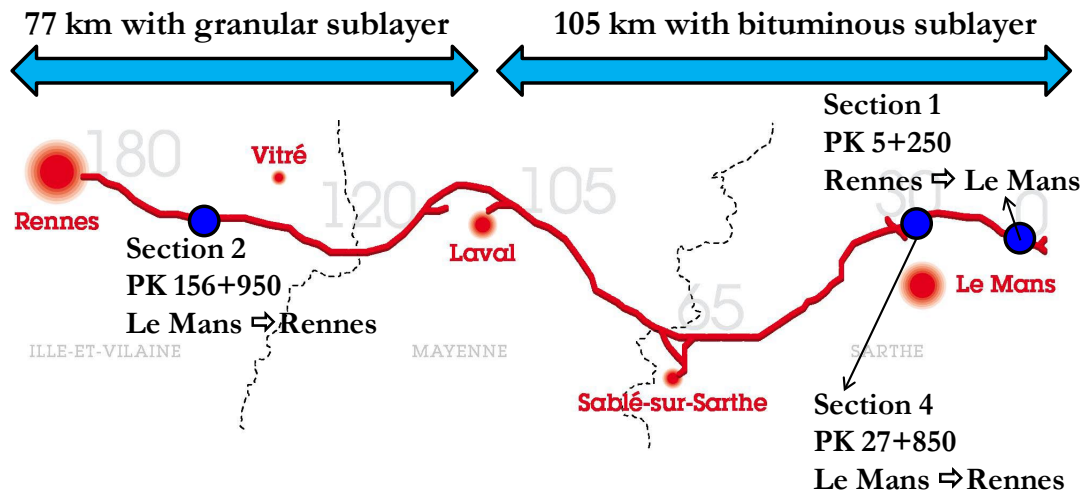 77 km with granular sublayer
105 km with bituminous sublayer
Section 1
PK 5+250
Rennes ⇨ Le Mans
180
Vitré
120
105
30
0
Rennes
Laval
Le Mans
Section 2
PK 156+950
Le Mans ⇨ Rennes
65
ILLE-ET-VILAINE
MAYENNE
SARTHE
Sablé-sur-Sarthe
Section 4
PK 27+850
Le Mans ⇨ Rennes